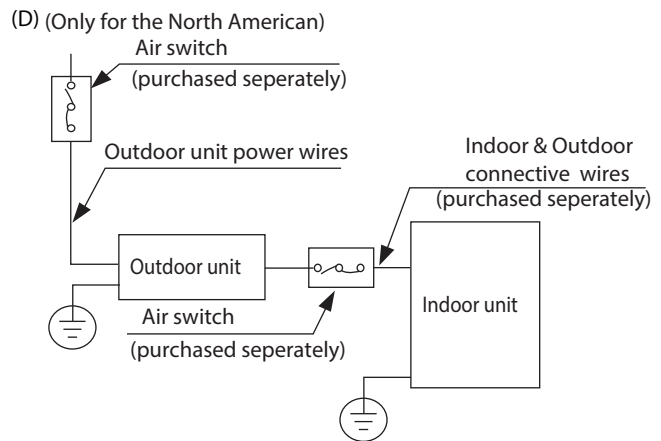 (D) (Only for the North American)
Air switch
(purchased seperately)
Outdoor unit power wires
Indoor & Outdoor
connective wires
(purchased seperately)
Outdoor unit
Indoor unit
Air switch
(purchased seperately)